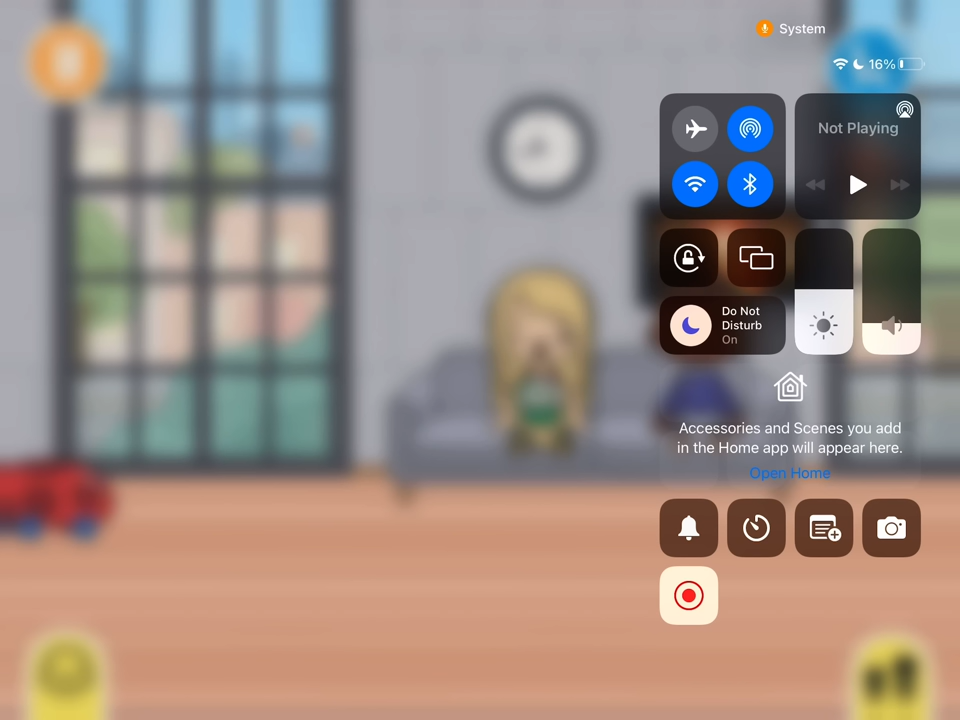 System
16%
Not Playing
Do Not
Disturb
On
Accessories and Scenes you add
in the Home app will appear here.
Open Home